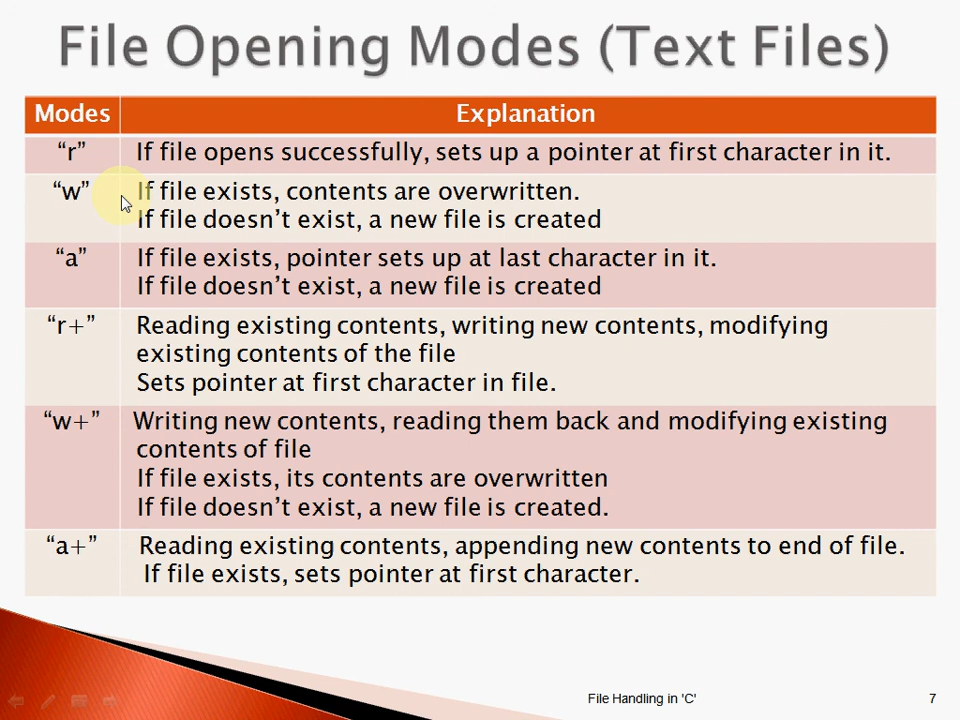 File Opening Modes (Text Files)
Modes Explanation
“r” If file opens successfully, sets up a pointer at first character in it.
“w” If file exists, contents are overwritten.
If file doesn’t exist, a new file is created
“a” If file exists, pointer sets up at last character in it.
If file doesn’t exist, a new file is created
“r+” Reading existing contents, writing new contents, modifying
existing contents of the file
Sets pointer at first character in file.
“w+” Writing new contents, reading them back and modifying existing
contents of file
If file exists, its contents are overwritten
If file doesn’t exist, a new file is created.
“a+” Reading existing contents, appending new contents to end of file.
If file exists, sets pointer at first character.
File Handling in 'C' 7